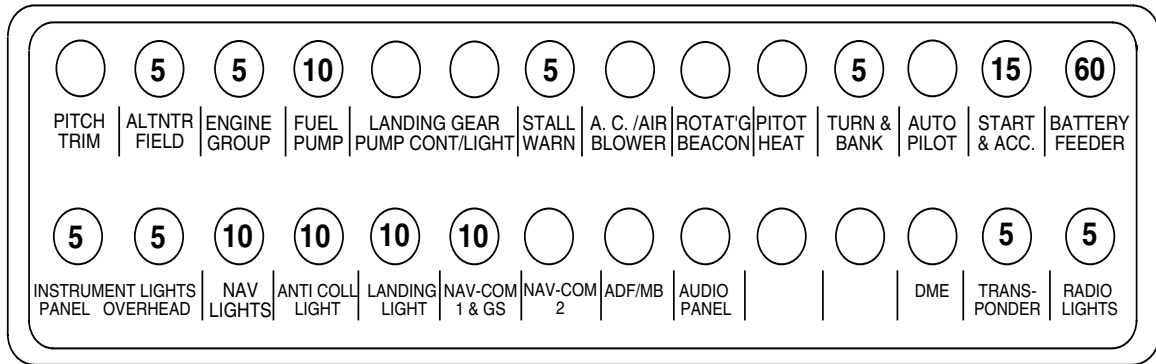 5 5 10 5 5 15 60
PITCH ALTNTR ENGINE FUEL LANDING GEAR STALL A. C. /AIR ROTAT'G PITOT TURN & AUTO START BATTERY
TRIM FIELD GROUP PUMP PUMP CONT/LIGHT WARN BLOWER BEACON HEAT BANK PILOT & ACC. FEEDER
5 5 10 10 10 10 5 5
INSTRUMENT LIGHTS NAV ANTI COLL LANDING NAV-COM NAV-COM ADF/MB AUDIO DME TRANS- RADIO
PANEL OVERHEAD LIGHTS LIGHT LIGHT 1 & GS 2 PANEL PONDER LIGHTS